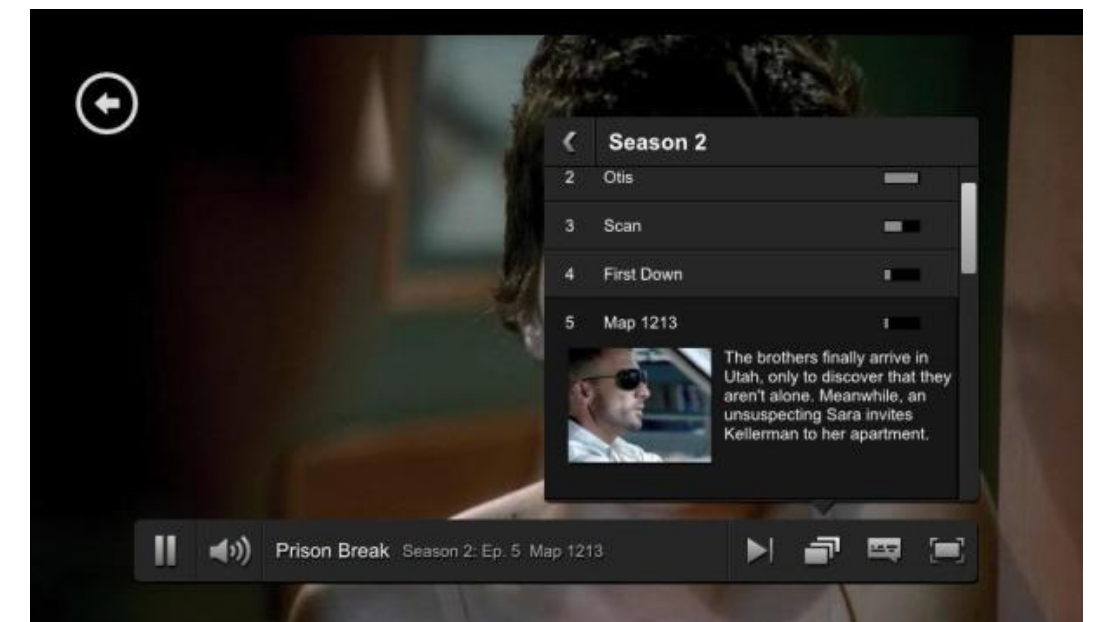 Season 2
2 Otis
3 Scan
4 First Down
5 Map 1213
The brothers finally arrive in
Utah, only to discover that they
aren't alone. Meanwhile, an
unsuspecting Sara invites
Kellerman to her apartment.
Prison Break Season 2: Ep. 5 Map 1213